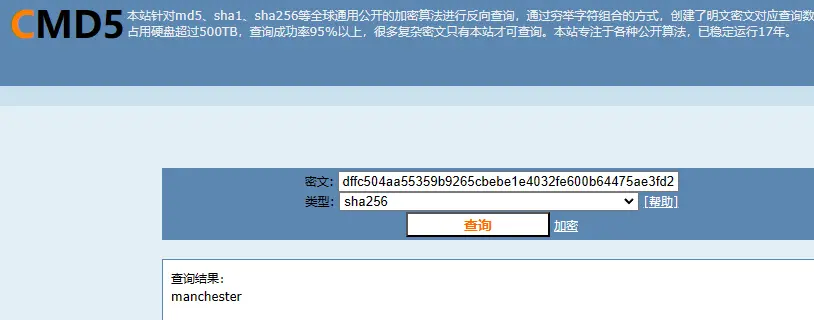 CMD5
本站针对md5、sha1、sha256等全球通用公开的加密算法进行反向查询，通过穷举字符组合的方式，创建了明文密文对应查询数
占用硬盘超过500TB，查询成功率95%以上，很多复杂密文只有本站才可查询。本站专注于各种公开算法，已稳定运行17年。
密文: dffc504aa55359b9265cbebe1e4032fe600b64475ae3fd2
类型: sha256 [帮助]
查询 加密
查询结果:
manchester